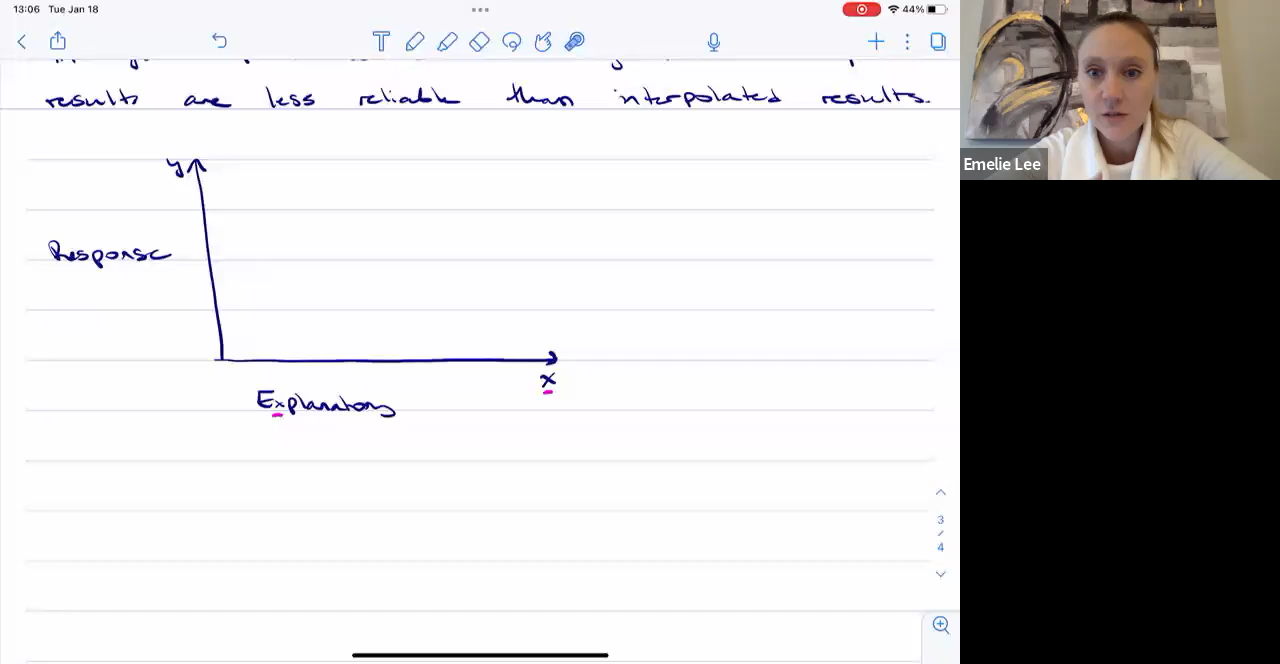 13:06 Tue Jan 18
44%
results are less reliable than interpolated results.
y
Response
x
Explanatory
3
/
4
T
Emelie Lee